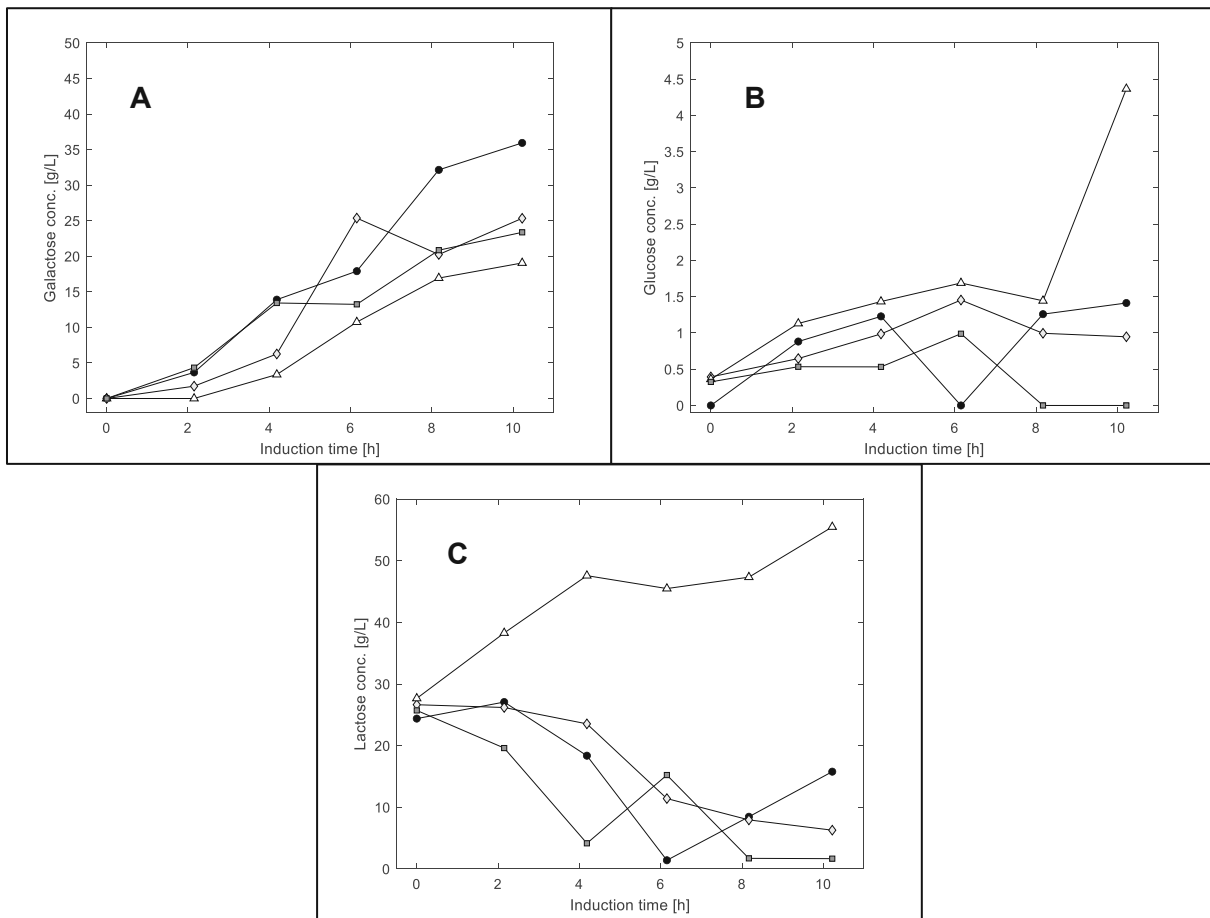 A
Galactose conc. [g/L]
50
45
40
35
30
25
20
15
10
5
0
0 2 4 6 8 10
Induction time [h]
B
Glucose conc. [g/L]
5
4.5
4
3.5
3
2.5
2
1.5
1
0.5
0
0 2 4 6 8 10
Induction time [h]
C
Lactose conc. [g/L]
60
50
40
30
20
10
0
0 2 4 6 8 10
Induction time [h]